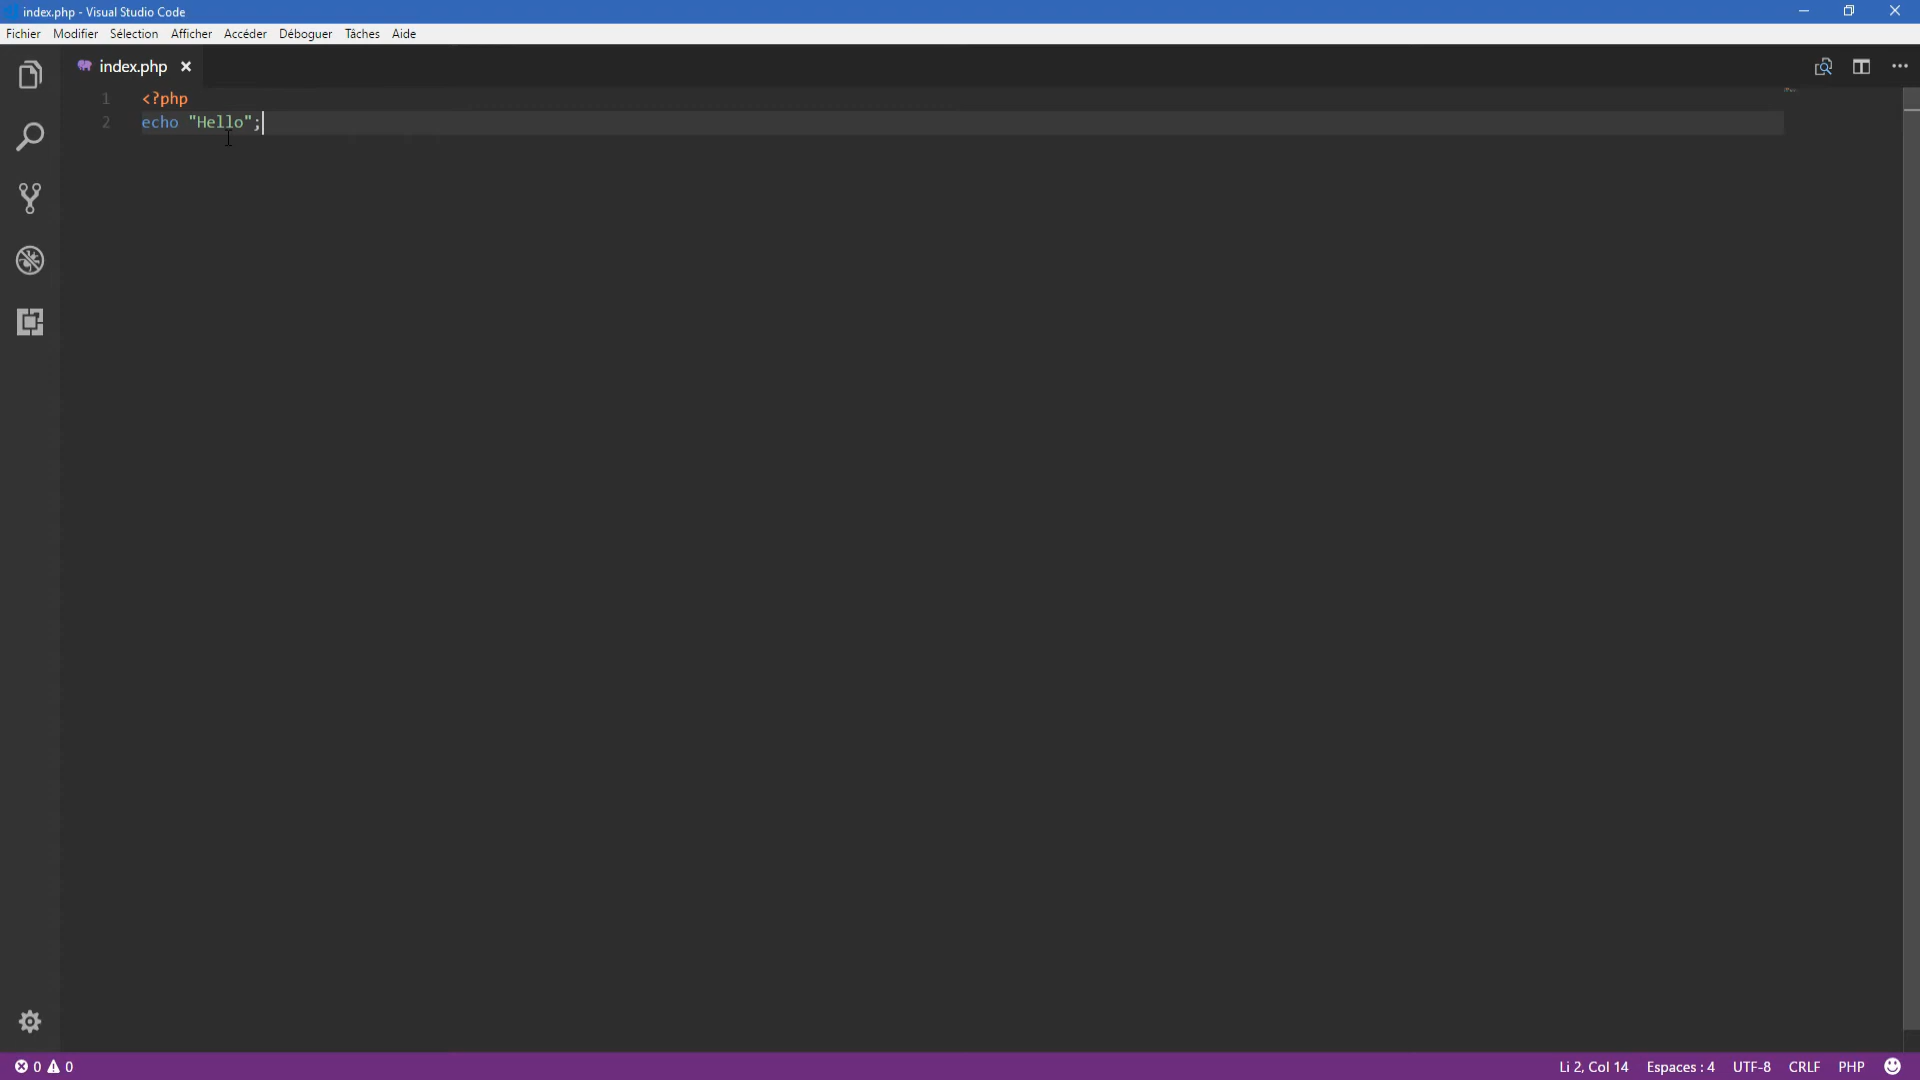 index.php - Visual Studio Code
Fichier Modifier Sélection Afficher Accéder Déboguer Tâches Aide
index.php
1 <?php
2 echo "Hello";
0 0 Li 2, Col 14 Espaces : 4 UTF-8 CRLF PHP